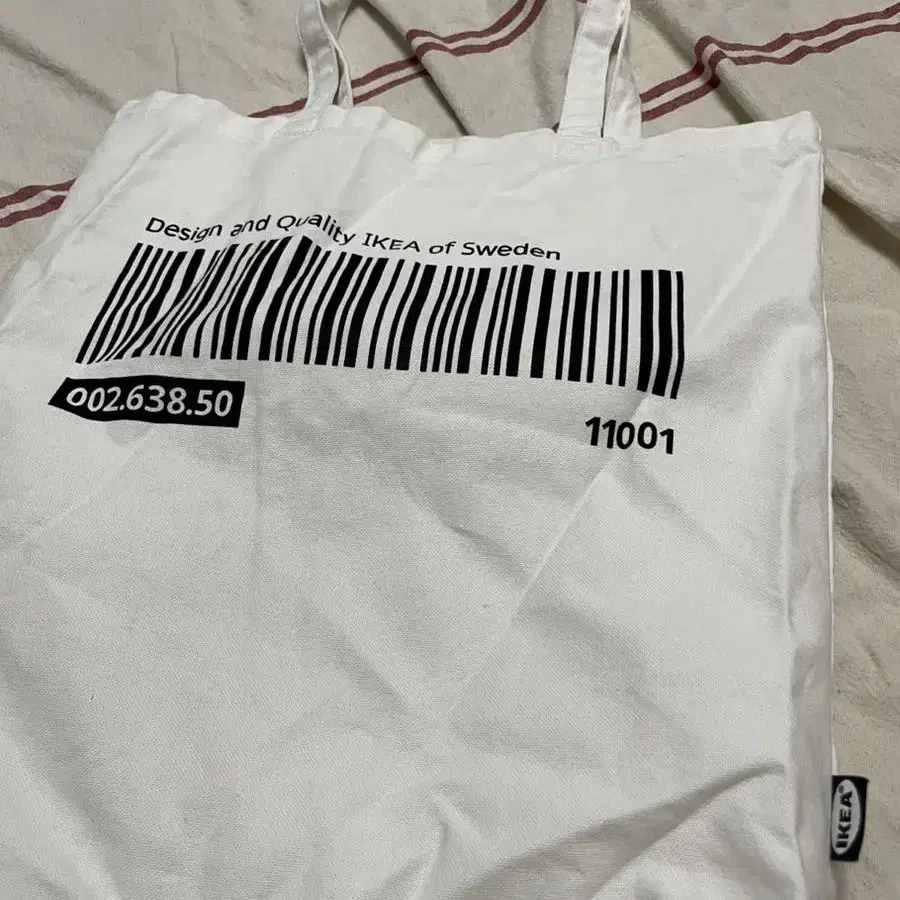 Design and Quality IKEA of Sweden
002.638.50
11001
IKEA®